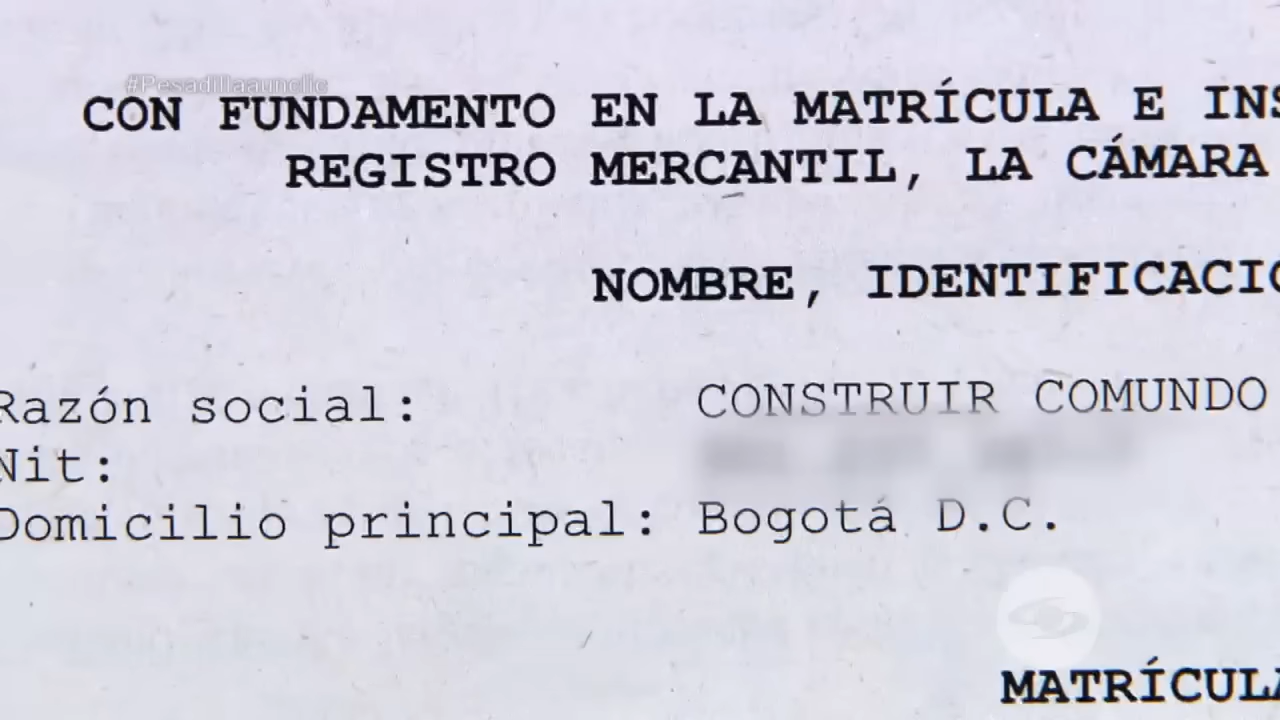 #Pesadillaaunclic
CON FUNDAMENTO EN LA MATRÍCULA E INS
REGISTRO MERCANTIL, LA CÁMARA
NOMBRE, IDENTIFICACIO
Razón social: CONSTRUIR COMUNDO
Nit:
Domicilio principal: Bogotá D.C.
MATRÍCULA